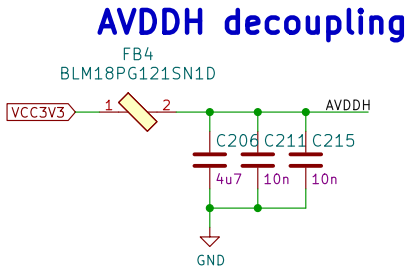 AVDDH decoupling
FB4
BLM18PG121SN1D
VCC3V3 1 2 AVDDH
C206 C211 C215
4u7 10n 10n
GND